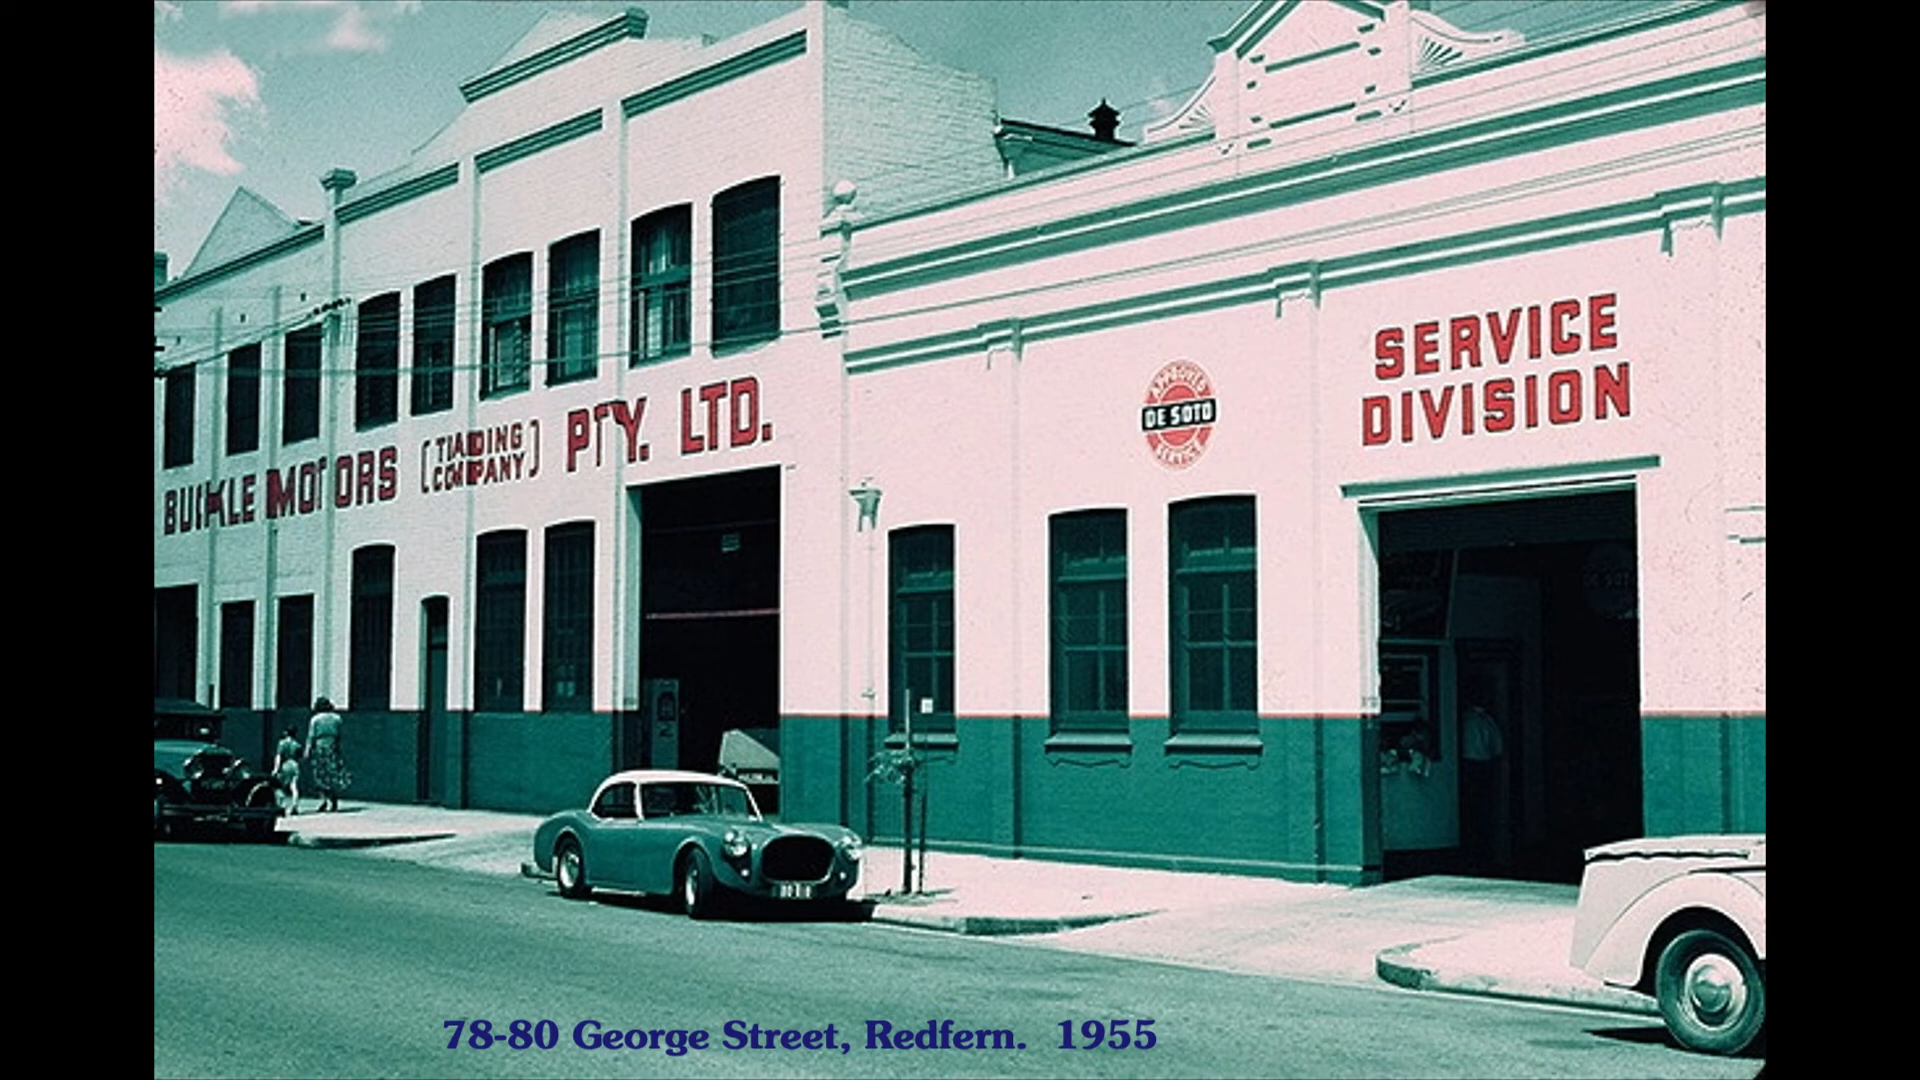 BUCKLE MOTORS (TRADING COMPANY) PTY. LTD.
APPROVED
DE SOTO
SERVICE
SERVICE
DIVISION
78-80 George Street, Redfern. 1955